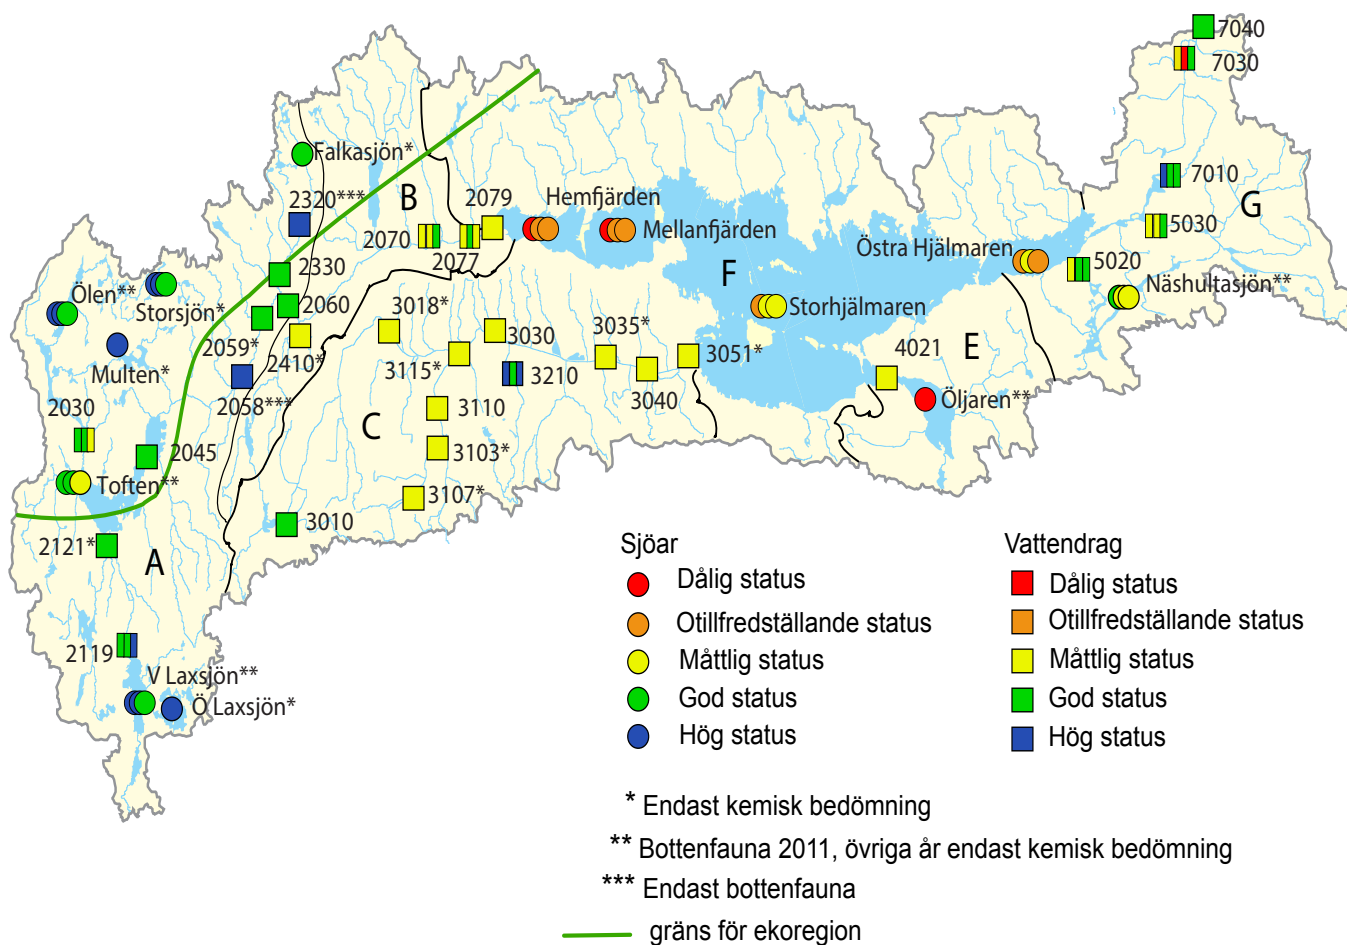 7040
7030
Falkasjön*
2320***
B
2079
Hemfjärden
7010
G
2070
2077
Mellanfjärden
5030
Östra Hjälmaren
5020
2330
F
Ölen**
Näshultasjön**
Storsjön*
2060
3018*
Storhjälmaren
2059*
3030
3035*
2410*
3051*
4021
E
Multen*
3115*
3210
3040
2058***
Öljaren**
2030
C
3110
2045
3103*
Toften**
3107*
3010
2121*
A
2119
V Laxsjön**
Ö Laxsjön*
Sjöar
Dålig status
Otillfredställande status
Måttlig status
God status
Hög status
Vattendrag
Dålig status
Otillfredställande status
Måttlig status
God status
Hög status
* Endast kemisk bedömning
** Bottenfauna 2011, övriga år endast kemisk bedömning
*** Endast bottenfauna
gräns för ekoregion